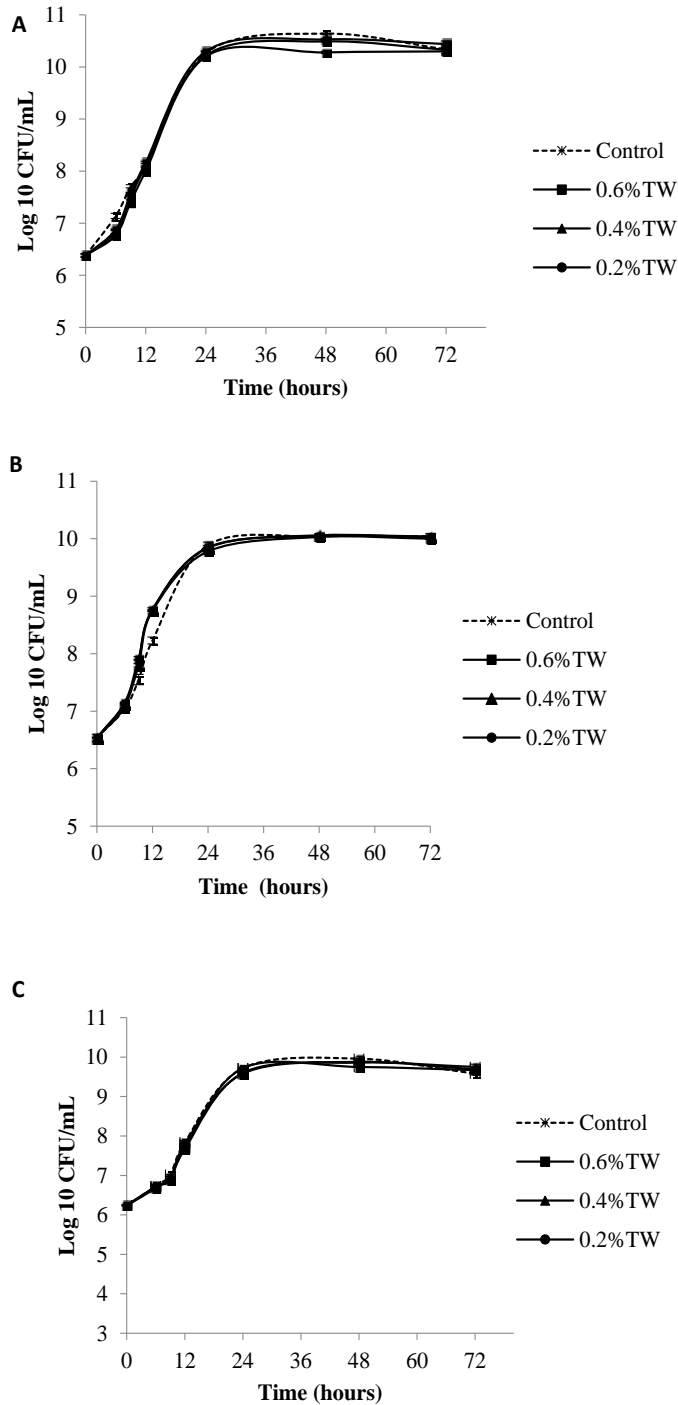 A
11
10
9
8
7
6
5
Log 10 CFU/mL
0 12 24 36 48 60 72
Time (hours)
Control
0.6%TW
0.4%TW
0.2%TW
B
11
10
9
8
7
6
5
Log 10 CFU/mL
0 12 24 36 48 60 72
Time (hours)
Control
0.6%TW
0.4%TW
0.2%TW
C
11
10
9
8
7
6
5
4
3
Log 10 CFU/mL
0 12 24 36 48 60 72
Time (hours)
Control
0.6%TW
0.4%TW
0.2%TW